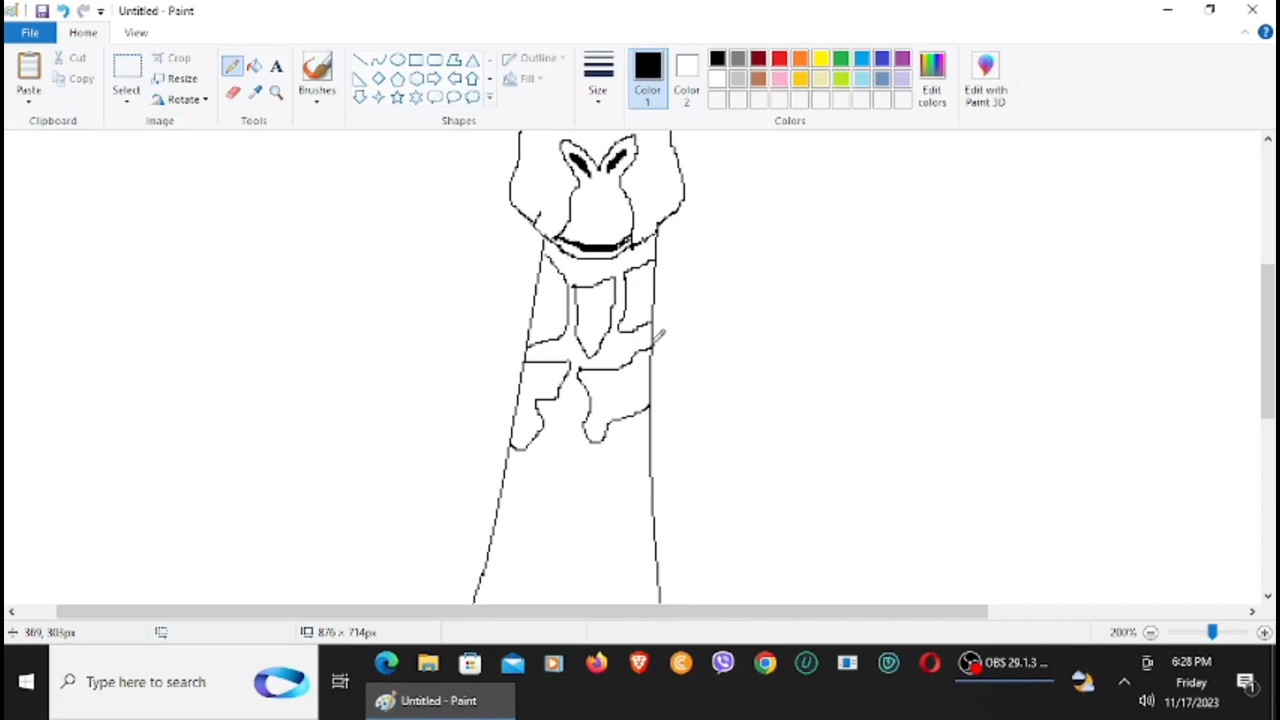 Untitled - Paint
File Home View
Cut
Copy
Paste
Clipboard
Select
Crop
Resize
Rotate
Image
A
Tools
Brushes
Outline
Fill
Shapes
Size
Color 1
Color 2
Edit colors
Edit with Paint 3D
Colors
369, 303px
876 × 714px
200%
Type here to search
OBS 29.1.3 ...
6:28 PM
Friday
11/17/2023
Untitled - Paint